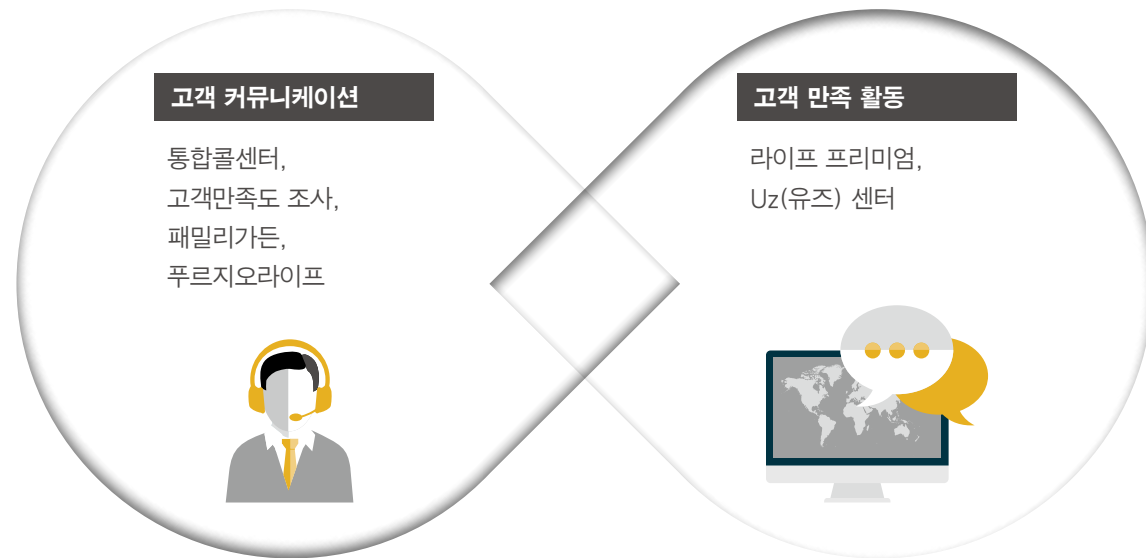 고객 커뮤니케이션
통합콜센터,
고객만족도 조사,
패밀리가든,
푸르지오라이프
고객 만족 활동
라이프 프리미엄,
Uz(유즈) 센터